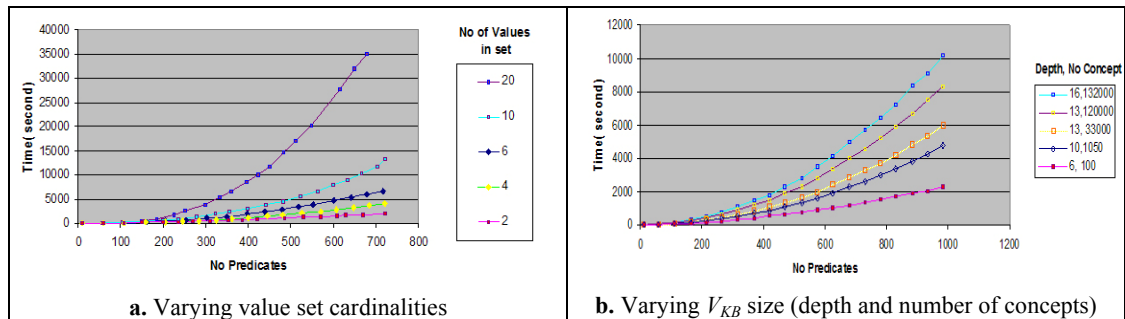 40000
35000
30000
25000
20000
15000
10000
5000
0
Time( second)
0 100 200 300 400 500 600 700 800
No Predicates
No of Values
in set
20
10
6
4
2
a. Varying value set cardinalities
12000
10000
8000
6000
4000
2000
0
Time( second)
0 200 400 600 800 1000 1200
No Predicates
Depth, No Concept
16,132000
13,120000
13, 33000
10,1050
6, 100
b. Varying VKB size (depth and number of concepts)